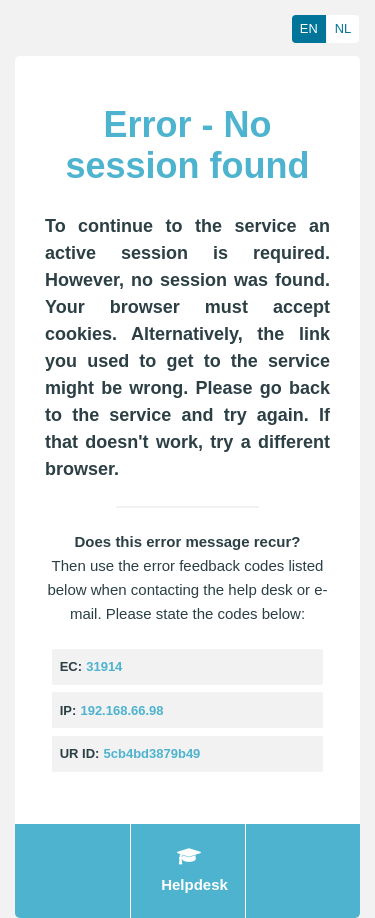 EN NL
Error - No
session found
To continue to the service an
active session is required.
However, no session was found.
Your browser must accept
cookies. Alternatively, the link
you used to get to the service
might be wrong. Please go back
to the service and try again. If
that doesn't work, try a different
browser.
Does this error message recur?
Then use the error feedback codes listed
below when contacting the help desk or e-
mail. Please state the codes below:
EC: 31914
IP: 192.168.66.98
UR ID: 5cb4bd3879b49
Helpdesk